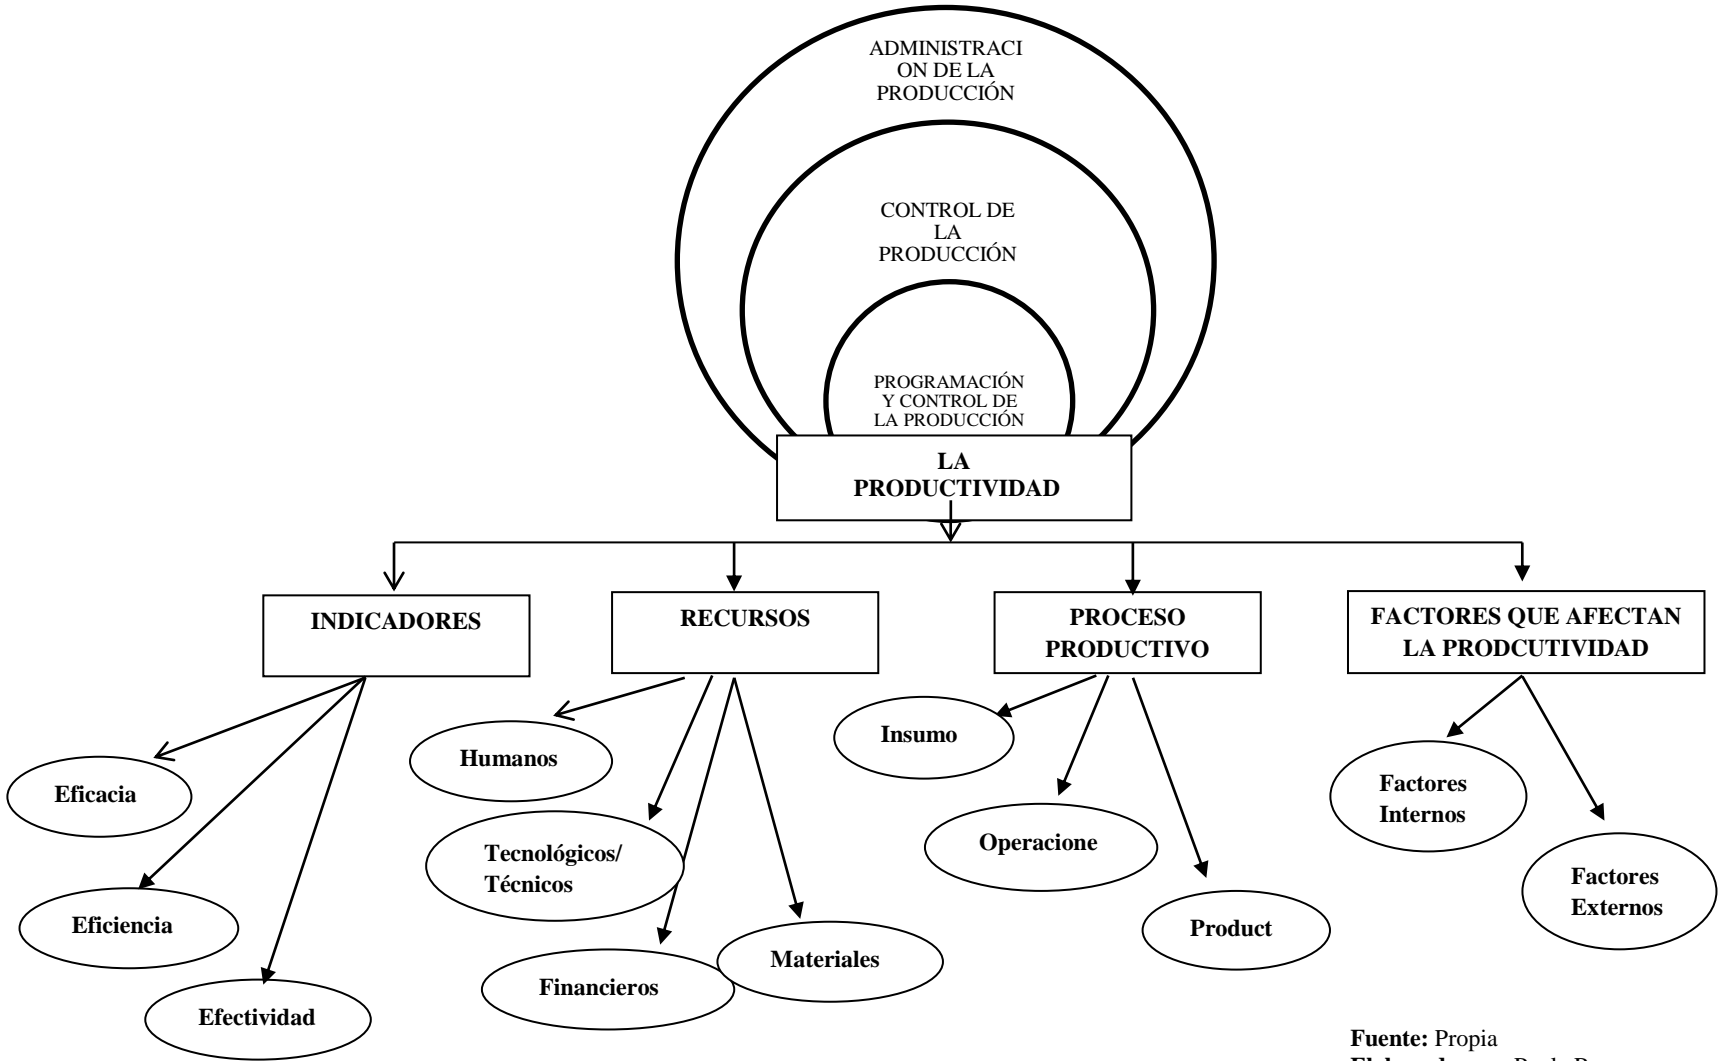 ADMINISTRACI
ON DE LA
PRODUCCIÓN
CONTROL DE
LA
PRODUCCIÓN
PROGRAMACIÓN
Y CONTROL DE
LA PRODUCCIÓN
LA
PRODUCTIVIDAD
INDICADORES
RECURSOS
PROCESO
PRODUCTIVO
FACTORES QUE AFECTAN
LA PRODCUTIVIDAD
Eficacia
Eficiencia
Efectividad
Humanos
Tecnológicos/
Técnicos
Financieros
Materiales
Insumo
Operacione
Product
Factores
Internos
Factores
Externos
Fuente: Propia